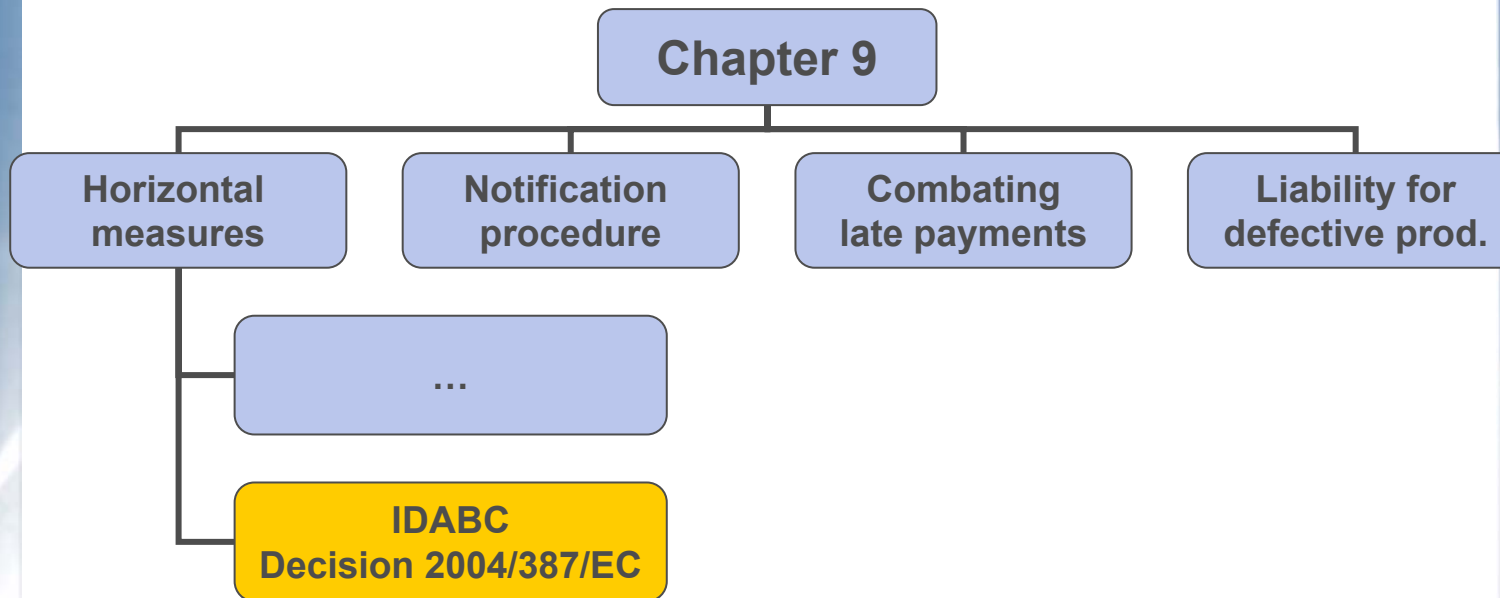 Chapter 9
Horizontal
measures
Notification
procedure
Combating
late payments
Liability for
defective prod.
…
IDABC
Decision 2004/387/EC